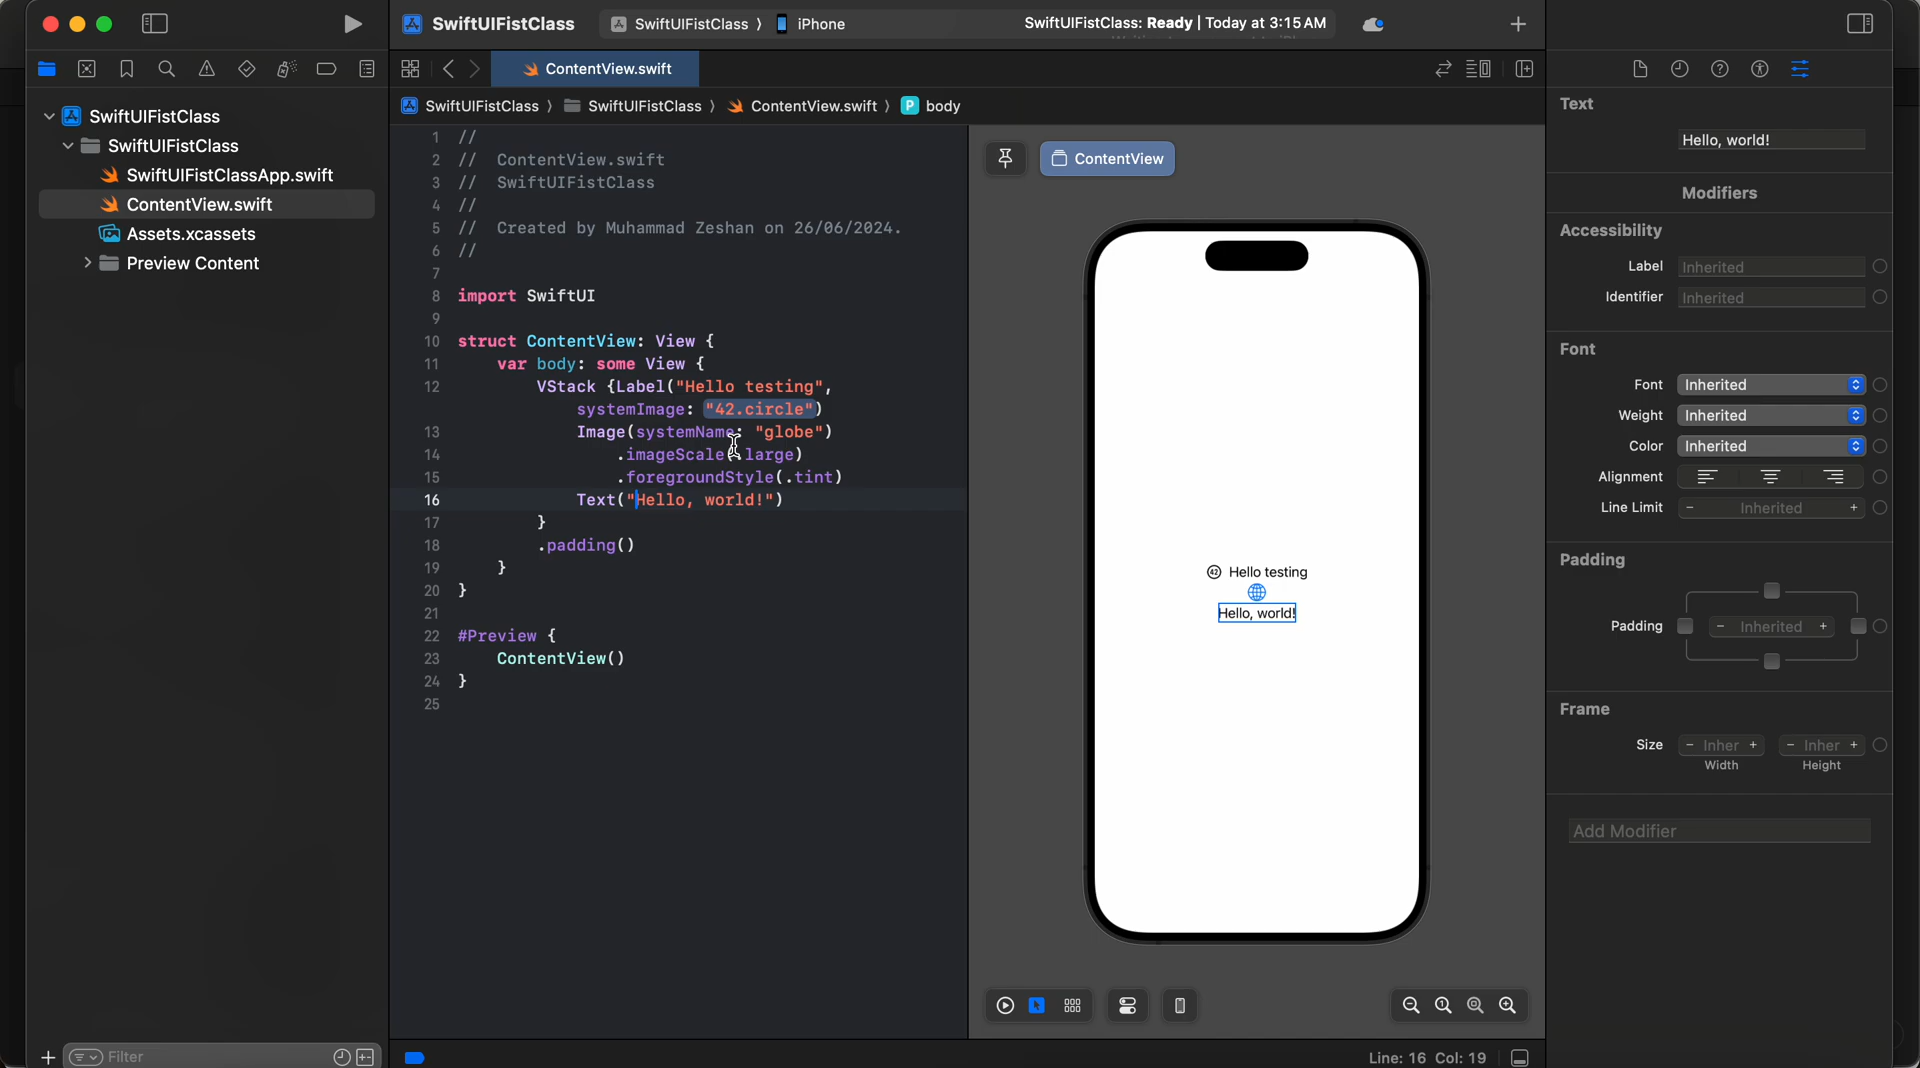 SwiftUIFistClass
SwiftUIFistClass 〉 iPhone
SwiftUIFistClass: Ready | Today at 3:15 AM
ContentView.swift
SwiftUIFistClass 〉 SwiftUIFistClass 〉 ContentView.swift 〉 P body
SwiftUIFistClass
SwiftUIFistClass
SwiftUIFistClassApp.swift
ContentView.swift
Assets.xcassets
Preview Content
Filter
1 //
2 // ContentView.swift
3 // SwiftUIFistClass
4 //
5 // Created by Muhammad Zeshan on 26/06/2024.
6 //
7
8 import SwiftUI
9
10 struct ContentView: View {
11 var body: some View {
12 VStack {Label("Hello testing",
systemImage: "42.circle")
13 Image(systemName: "globe")
14 .imageScale(.large)
15 .foregroundStyle(.tint)
16 Text("Hello, world!")
17 }
18 .padding()
19 }
20 }
21
22 #Preview {
23 ContentView()
24 }
25
ContentView
42 Hello testing
Hello, world!
Line: 16 Col: 19
Text
Hello, world!
Modifiers
Accessibility
Label Inherited
Identifier Inherited
Font
Font Inherited
Weight Inherited
Color Inherited
Alignment
Line Limit − Inherited +
Padding
Padding − Inherited +
Frame
Size − Inher + − Inher +
Width Height
Add Modifier